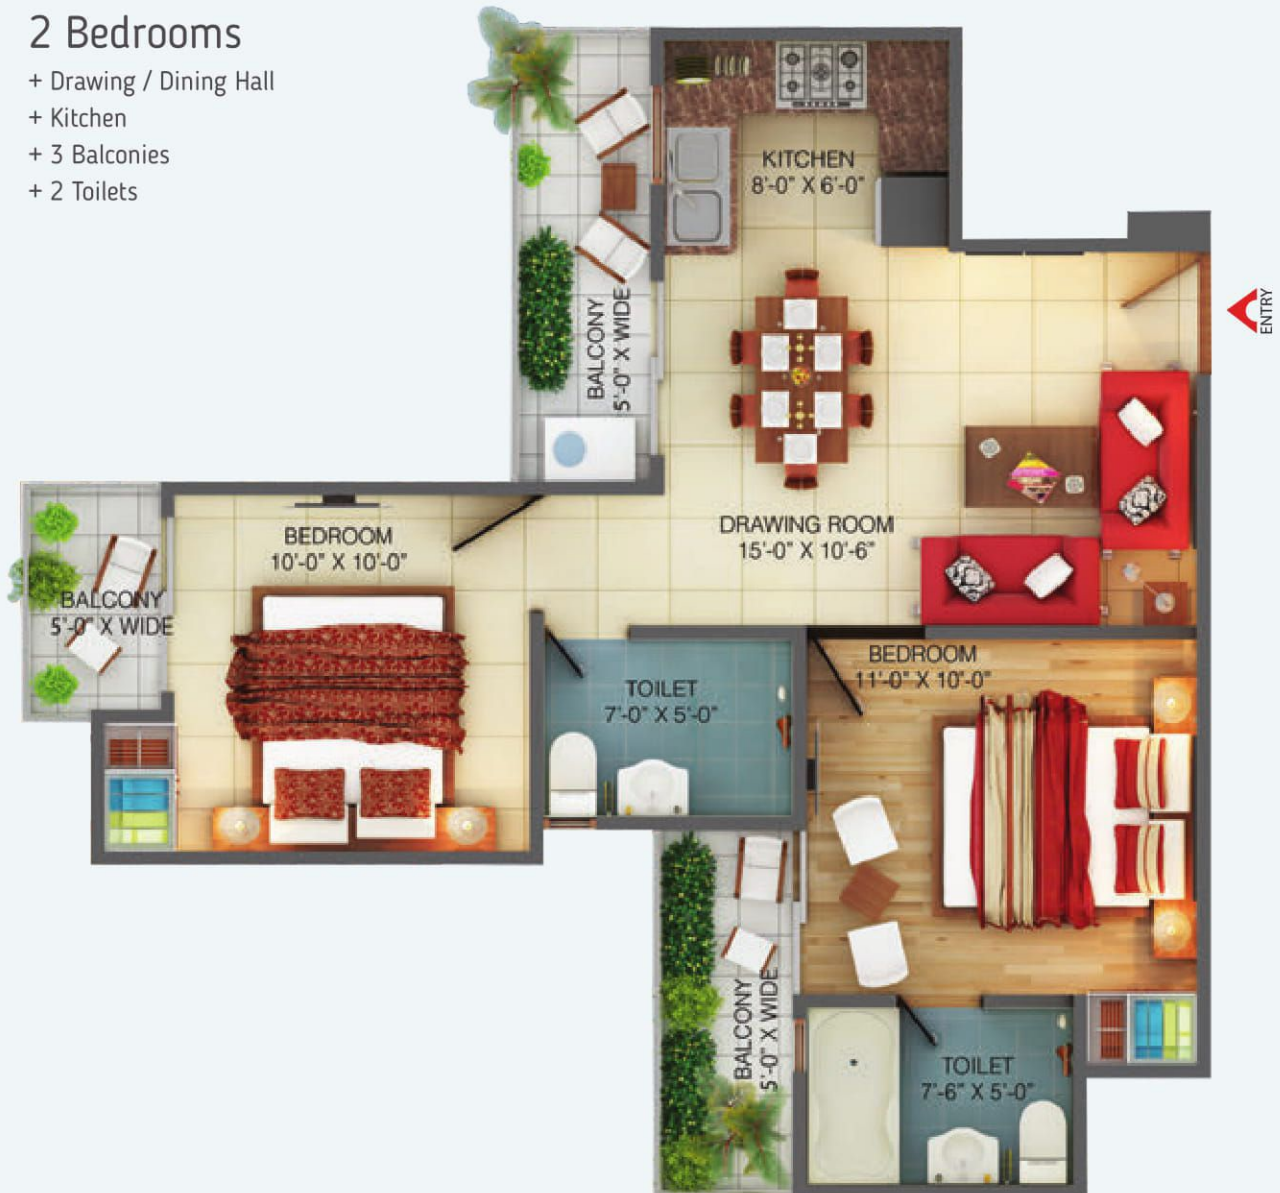 2 Bedrooms
+ Drawing / Dining Hall
+ Kitchen
+ 3 Balconies
+ 2 Toilets
KITCHEN
8'-0" X 6'-0"
ENTRY
BALCONY
5'-0" X WIDE
DRAWING ROOM
15'-0" X 10'-6"
BEDROOM
10'-0" X 10'-0"
BALCONY
5'-0" X WIDE
TOILET
7'-0" X 5'-0"
BEDROOM
11'-0" X 10'-0"
BALCONY
5'-0" X WIDE
TOILET
7'-6" X 5'-0"